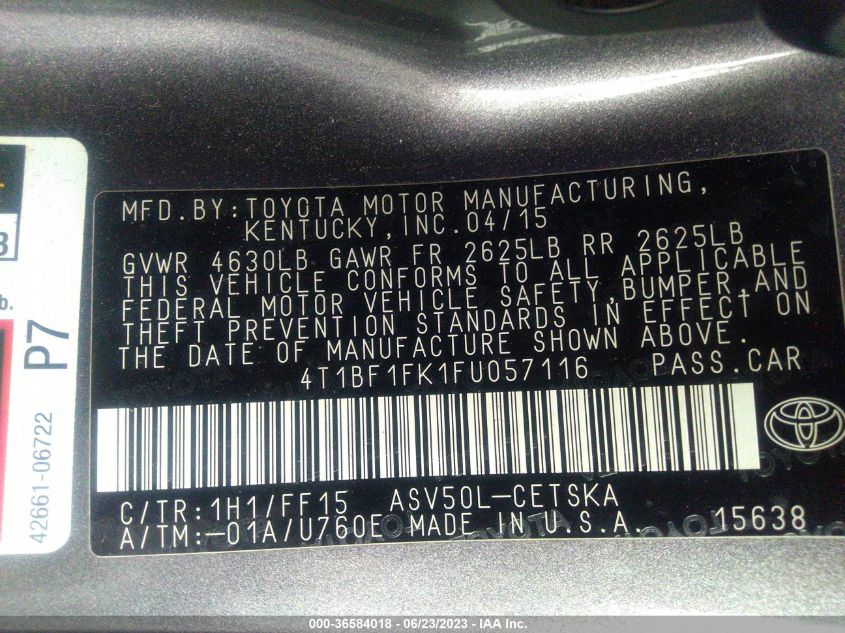 MFD.BY:TOYOTA MOTOR MANUFACTURING,
KENTUCKY,INC.04/15
GVWR 4630LB GAWR FR 2625LB RR 2625LB
THIS VEHICLE CONFORMS TO ALL APPLICABLE
FEDERAL MOTOR VEHICLE SAFETY,BUMPER,AND
THEFT PREVENTION STANDARDS IN EFFECT ON
THE DATE OF MANUFACTURE SHOWN ABOVE.
4T1BF1FK1FU057116 PASS.CAR
C/TR:1H1/FF15 ASV50L-CETSKA
A/TM:-01A/U760E MADE IN U.S.A. 15638
P7
42661-06722
b.
000-36584018 - 06/23/2023 - IAA Inc.